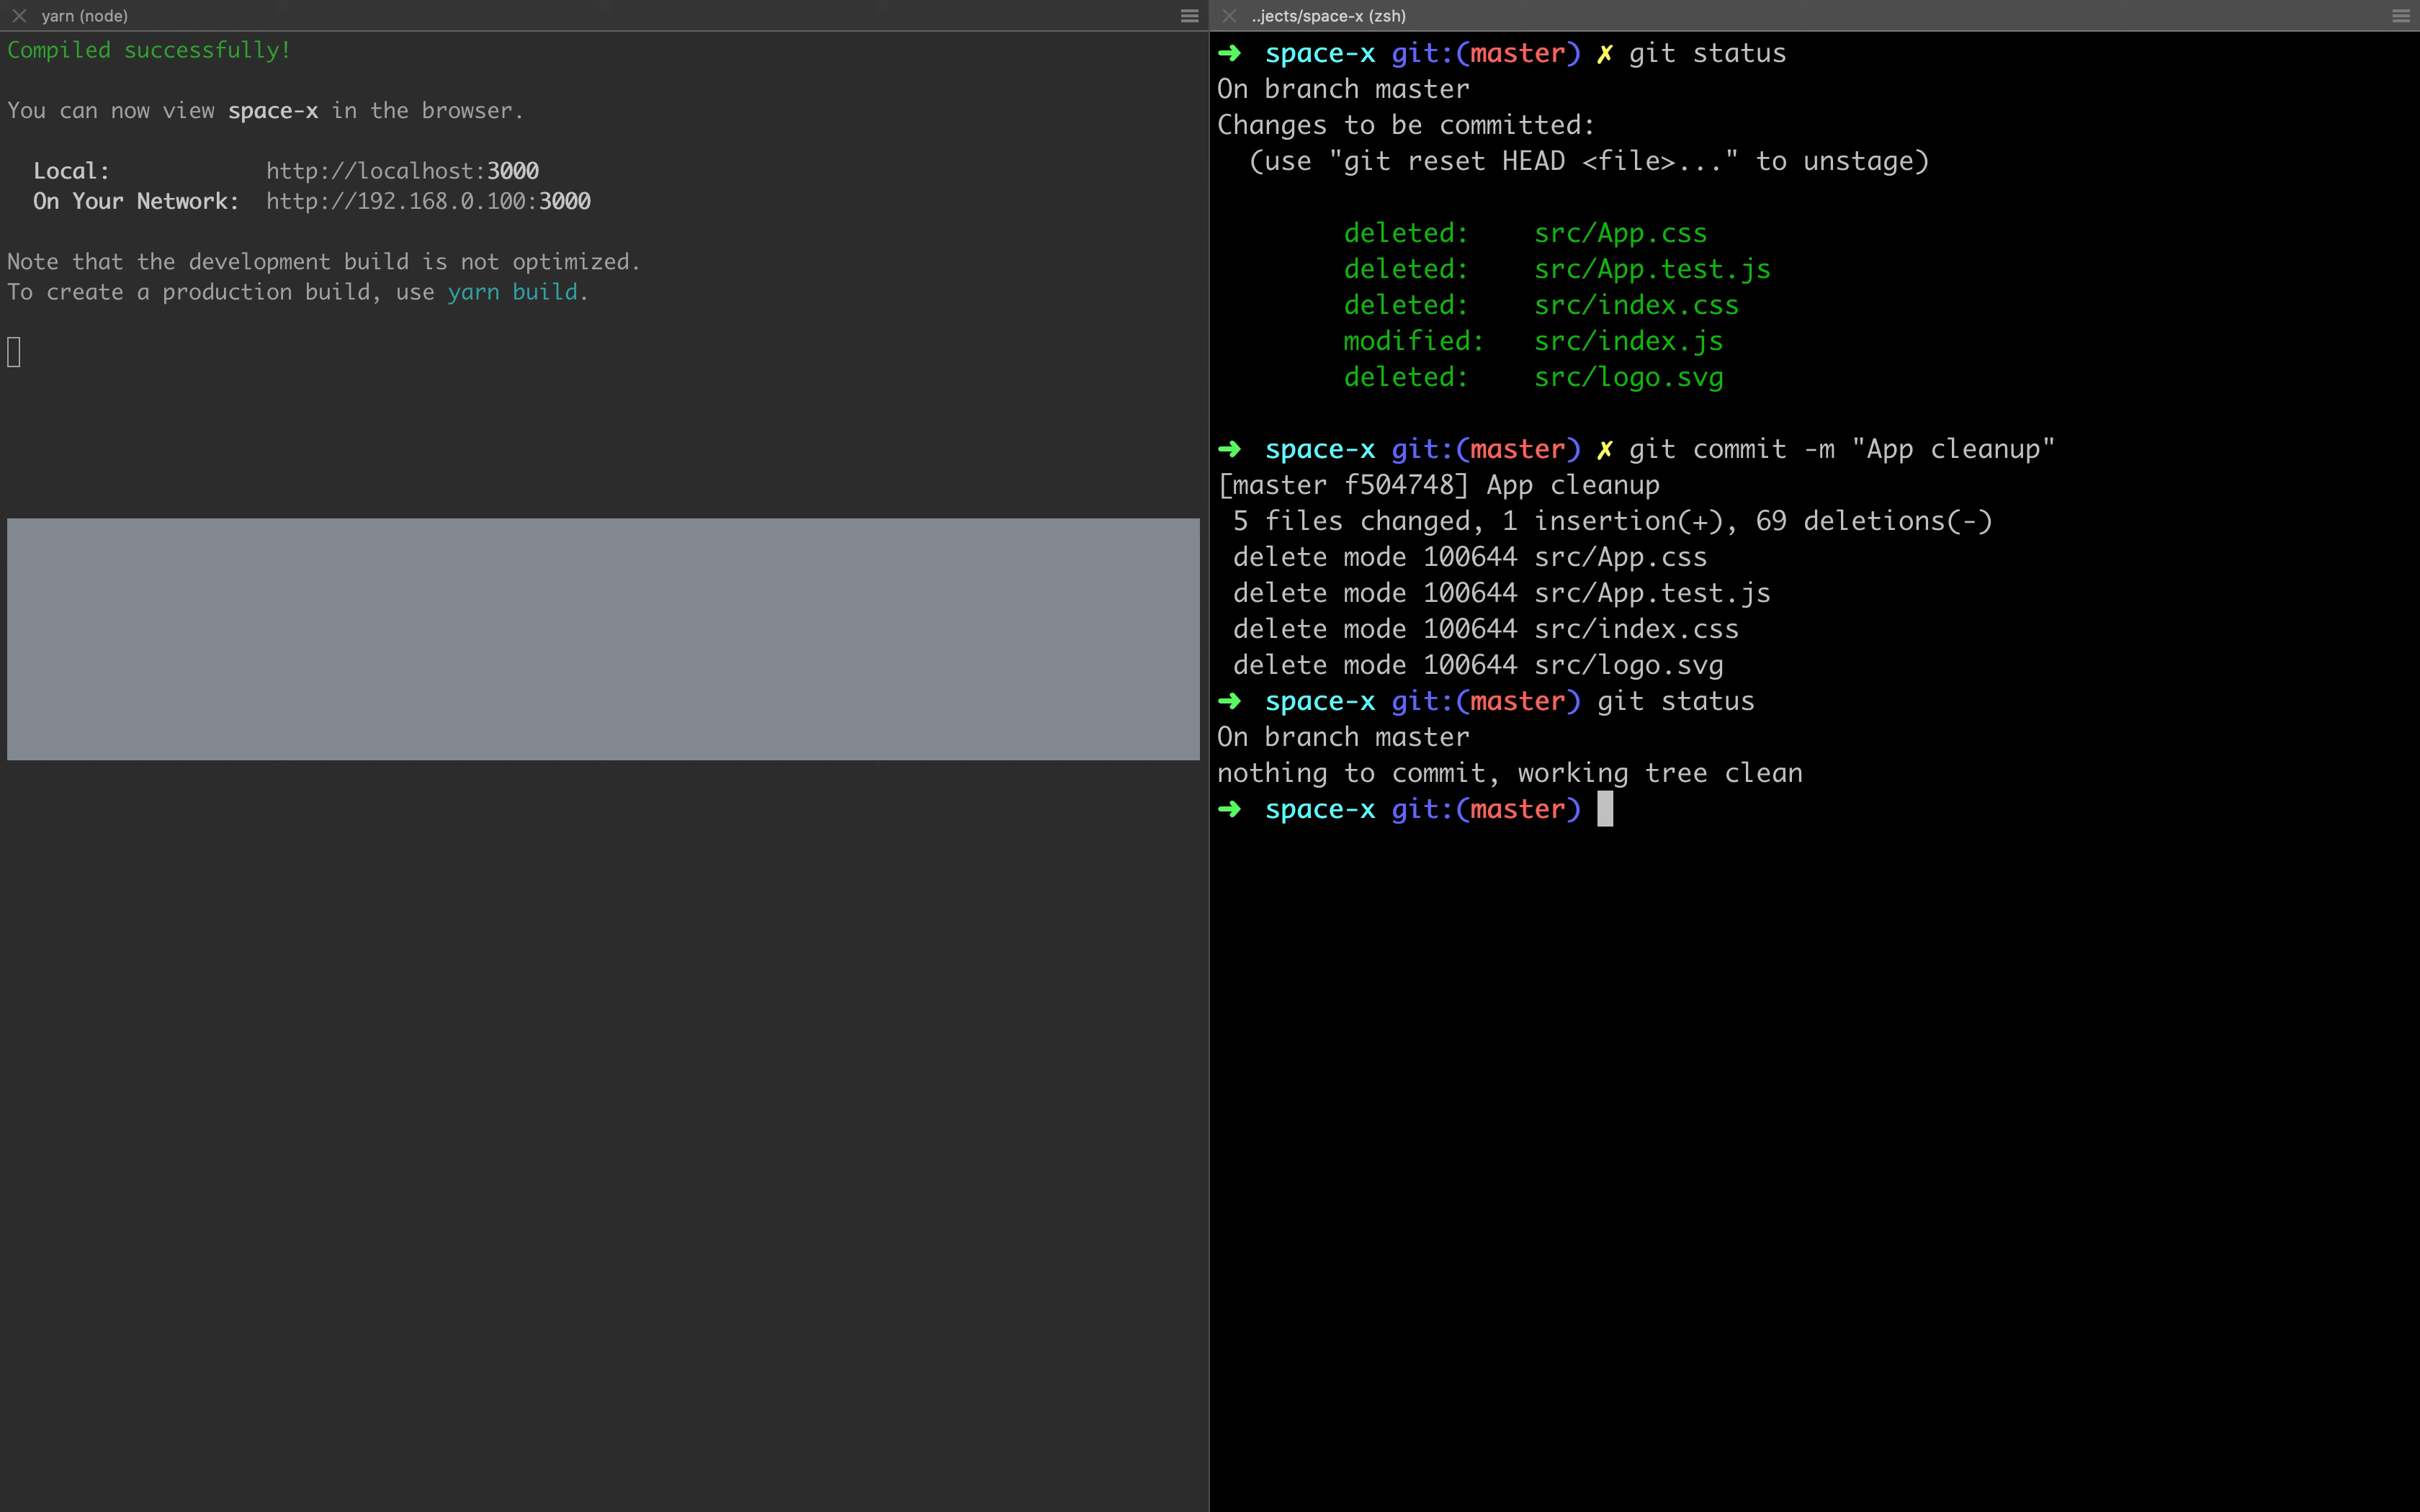 yarn (node)
Compiled successfully!
You can now view space-x in the browser.
Local: http://localhost:3000
On Your Network: http://192.168.0.100:3000
Note that the development build is not optimized.
To create a production build, use yarn build.
..jects/space-x (zsh)
➜ space-x git:(master) ✗ git status
On branch master
Changes to be committed:
(use "git reset HEAD <file>..." to unstage)
deleted: src/App.css
deleted: src/App.test.js
deleted: src/index.css
modified: src/index.js
deleted: src/logo.svg
➜ space-x git:(master) ✗ git commit -m "App cleanup"
[master f504748] App cleanup
5 files changed, 1 insertion(+), 69 deletions(-)
delete mode 100644 src/App.css
delete mode 100644 src/App.test.js
delete mode 100644 src/index.css
delete mode 100644 src/logo.svg
➜ space-x git:(master) git status
On branch master
nothing to commit, working tree clean
➜ space-x git:(master)